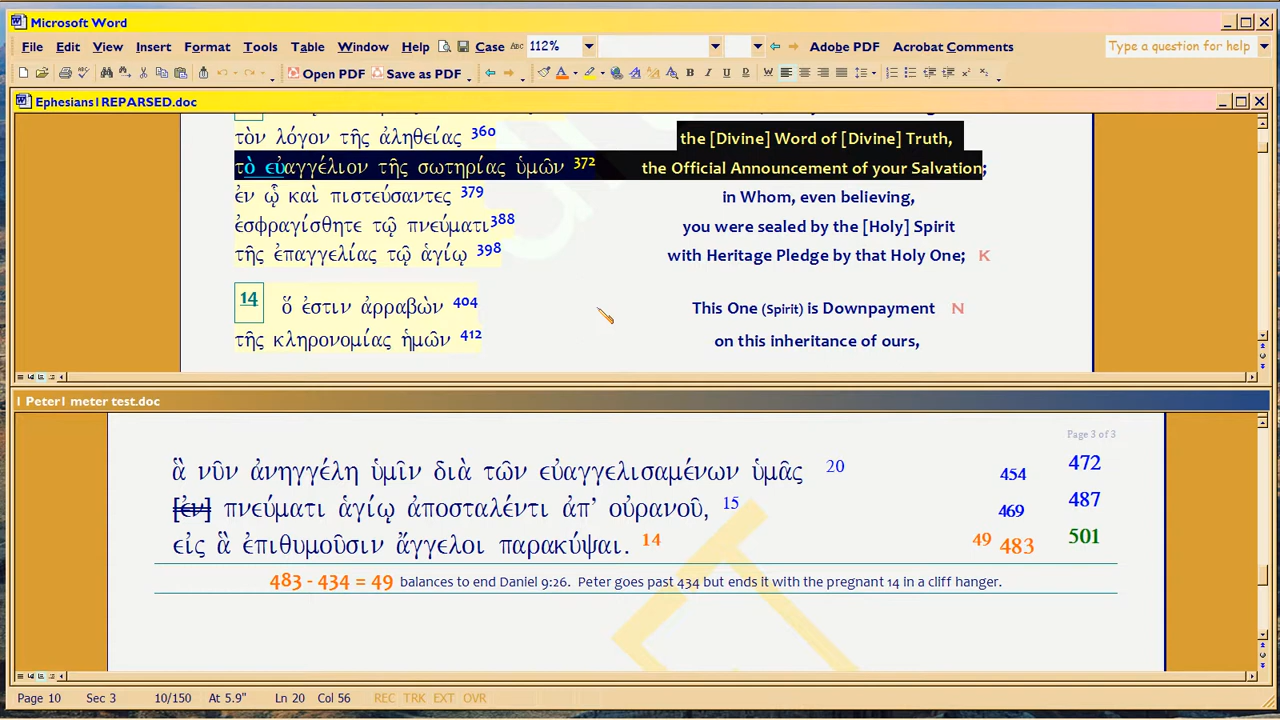 Microsoft Word
File Edit View Insert Format Tools Table Window Help Case ABC 112% Adobe PDF Acrobat Comments Type a question for help
Open PDF Save as PDF B I U
Ephesians1REPARSED.doc
τὸν λόγον τῆς ἀληθείας 360 the [Divine] Word of [Divine] Truth,
τὸ εὐαγγέλιον τῆς σωτηρίας ὑμῶν 372 the Official Announcement of your Salvation;
ἐν ᾧ καὶ πιστεύσαντες 379 in Whom, even believing,
ἐσφραγίσθητε τῷ πνεύματι 388 you were sealed by the [Holy] Spirit
τῆς ἐπαγγελίας τῷ ἁγίῳ 398 with Heritage Pledge by that Holy One; K
14 ὅ ἐστιν ἀρραβὼν 404 This One (Spirit) is Downpayment N
τῆς κληρονομίας ἡμῶν 412 on this inheritance of ours,
I Peter1 meter test.doc
Page 3 of 3
ἃ νῦν ἀνηγγέλη ὑμῖν διὰ τῶν εὐαγγελισαμένων ὑμᾶς 20 454 472
[ἐν] πνεύματι ἁγίῳ ἀποσταλέντι ἀπ’ οὐρανοῦ, 15 469 487
εἰς ἃ ἐπιθυμοῦσιν ἄγγελοι παρακύψαι. 14 49 483 501
483 - 434 = 49 balances to end Daniel 9:26. Peter goes past 434 but ends it with the pregnant 14 in a cliff hanger.
Page 10 Sec 3 10/150 At 5.9" Ln 20 Col 56 REC TRK EXT OVR